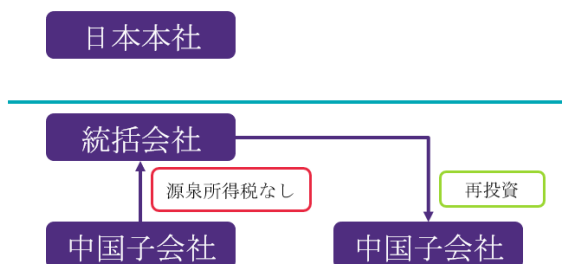 日本本社
統括会社
源泉所得税なし
再投資
中国子会社
中国子会社